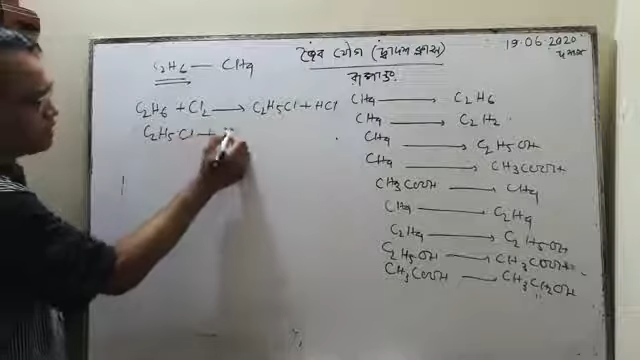 জৈব যৌগ (দ্বাদশ শ্রেণি)
19.06.2020
C2H6 — CH4
C2H6 + Cl2 → C2H5Cl + HCl
C2H5Cl +
CH4 → C2H6
CH4 → C2H2
CH4 → C2H5OH
CH4 → CH3COOH
CH3COOH → CH4
CH4 → C2H4
C2H4 → C2H5OH
C2H5OH → CH3COOH
CH3COOH → CH3CH2OH